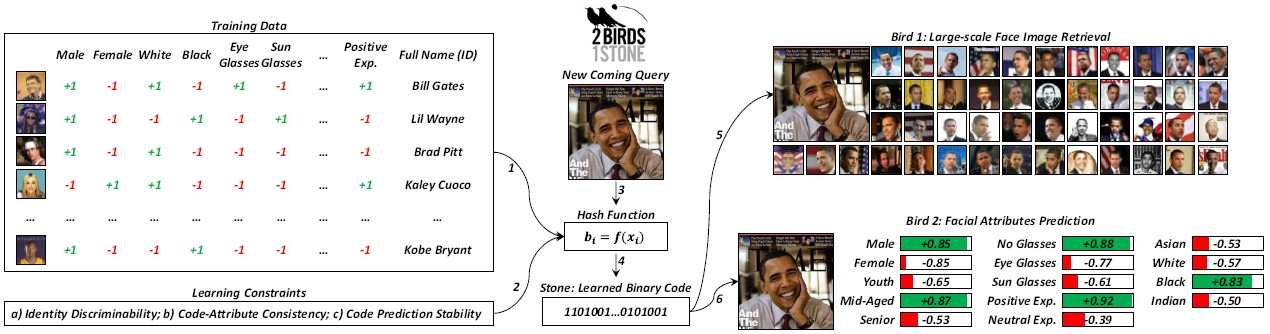 Training Data
Male Female White Black Eye Glasses Sun Glasses ... Positive Exp. Full Name (ID)
+1 -1 +1 -1 +1 -1 ... +1 Bill Gates
+1 -1 -1 +1 -1 +1 ... -1 Lil Wayne
+1 -1 +1 -1 -1 -1 ... -1 Brad Pitt
-1 +1 +1 -1 -1 -1 ... +1 Kaley Cuoco
... ... ... ... ... ... ... ... ...
+1 -1 -1 +1 -1 -1 ... -1 Kobe Bryant
Learning Constraints
a) Identity Discriminability; b) Code-Attribute Consistency; c) Code Prediction Stability
1
2
2BIRDS
1STONE
New Coming Query
And
The
3
Hash Function
b_i = f(x_i)
4
Stone: Learned Binary Code
1101001...0101001
5
6
Bird 1: Large-scale Face Image Retrieval
And
The
Bird 2: Facial Attributes Prediction
And
The
Male +0.85 No Glasses +0.88 Asian -0.53
Female -0.85 Eye Glasses -0.77 White -0.57
Youth -0.65 Sun Glasses -0.61 Black +0.83
Mid-Aged +0.87 Positive Exp. +0.92 Indian -0.50
Senior -0.53 Neutral Exp. -0.39